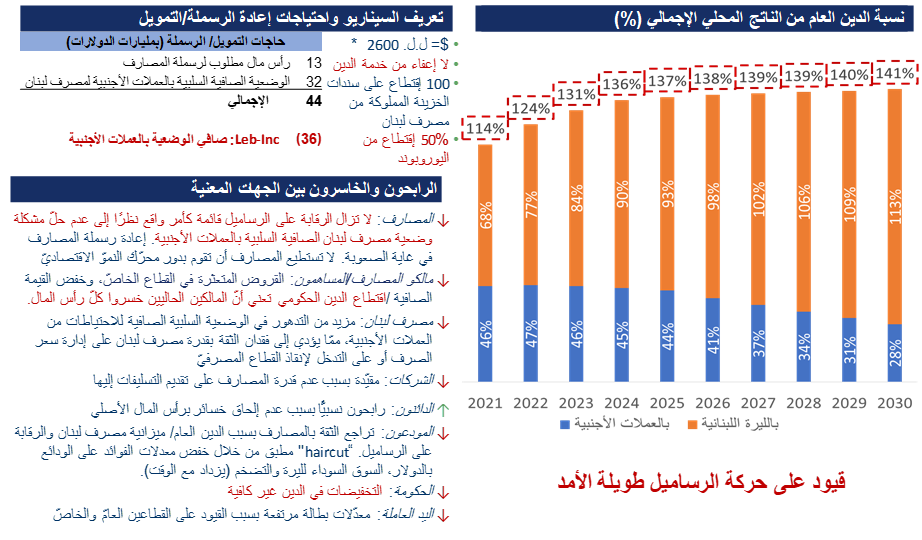 تعريف السيناريو واحتياجات إعادة الرسملة/التمويل
$= ل.ل. 2600 *
لا إعفاء من خدمة الدين
100 إقتطاع على سندات
الخزينة المملوكة من
مصرف لبنان
50% إقتطاع من
اليوروبوند
حاجات التمويل/ الرسملة (بمليارات الدولارات)
رأس مال مطلوب لرسملة المصارف 13
الوضعية الصافية السلبية بالعملات الأجنبية لمصرف لبنان 32
الإجمالي 44
Leb-Inc: صافي الوضعية بالعملات الأجنبية (36)
الرابحون والخاسرون بين الجهات المعنية
المصارف: لا تزال الرقابة على الرساميل قائمة كأمر واقع نظرًا إلى عدم حلّ مشكلة
وضعية مصرف لبنان الصافية السلبية بالعملات الأجنبية. إعادة رسملة المصارف
في غاية الصعوبة. لا تستطيع المصارف أن تقوم بدور محرّك النموّ الاقتصاديّ
مالكو المصارف/المساهمون: القروض المتعثرة في القطاع الخاصّ، وخفض القيمة
الصافية /اقتطاع الدين الحكومي تعني أنّ المالكين الحاليين خسروا كلّ رأس المال.
مصرف لبنان: مزيد من التدهور في الوضعية السلبية الصافية للاحتياطات من
العملات الأجنبية، ممّا يؤدي إلى فقدان الثقة بقدرة مصرف لبنان على إدارة سعر
الصرف أو على التدخل لإنقاذ القطاع المصرفيّ
الشركات: مقيّدة بسبب عدم قدرة المصارف على تقديم التسليفات إليها
الدائنون: رابحون نسبيًّا بسبب عدم إلحاق خسائر برأس المال الأصلي
المودعون: تراجع الثقة بالمصارف بسبب الدين العام/ ميزانية مصرف لبنان والرقابة
على الرساميل. “haircut" مطبق من خلال خفض معدلات الفوائد على الودائع
بالدولار، السوق السوداء لليرة والتضخم (يزداد مع الوقت).
الحكومة: التخفيضات في الدين غير كافية
اليد العاملة: معدّلات بطالة مرتفعة بسبب القيود على القطاعين العامّ والخاصّ
نسبة الدين العام من الناتج المحلي الإجمالي (%)
114% 124% 131% 136% 137% 138% 139% 139% 140% 141%
68% 77% 84% 90% 93% 98% 102% 106% 109% 113%
46% 47% 46% 45% 44% 41% 37% 34% 31% 28%
2021 2022 2023 2024 2025 2026 2027 2028 2029 2030
بالعملات الأجنبية بالليرة اللبنانية
قيود على حركة الرساميل طويلة الأمد